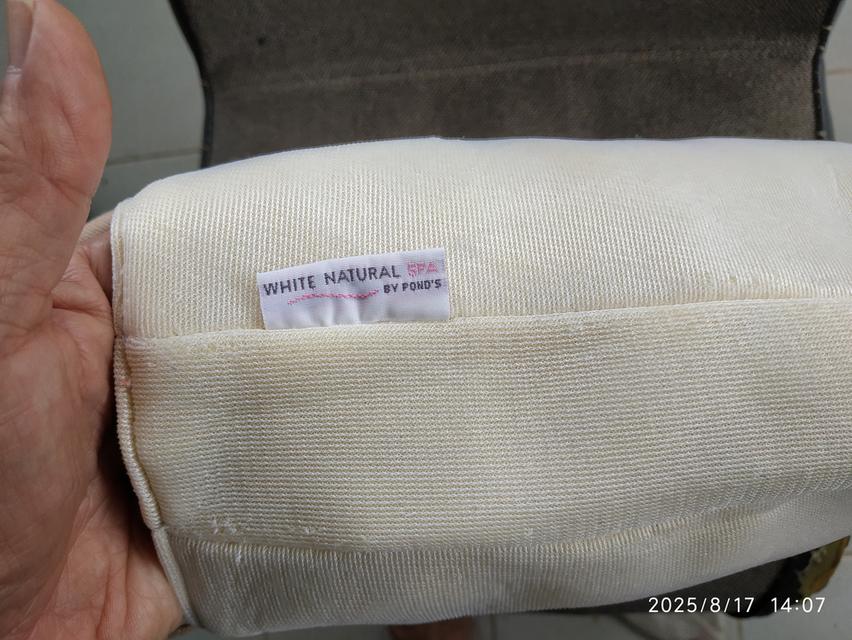 WHITE NATURAL SPA
BY POND'S
2025/8/17 14:07